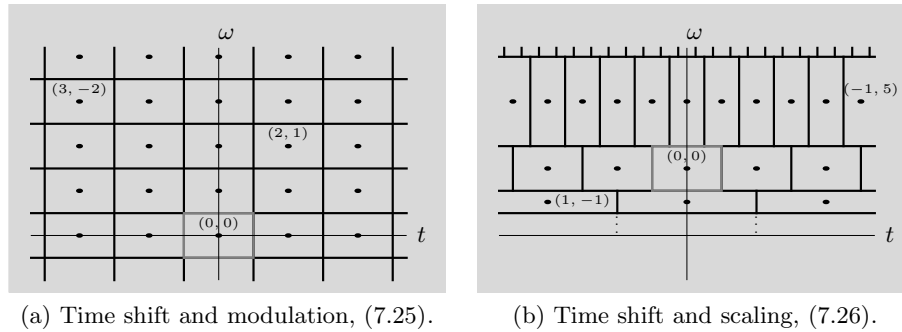 ω
(3, −2)
(2, 1)
(0, 0)
t
(a) Time shift and modulation, (7.25).
ω
(−1, 5)
(0, 0)
(1, −1)
t
(b) Time shift and scaling, (7.26).